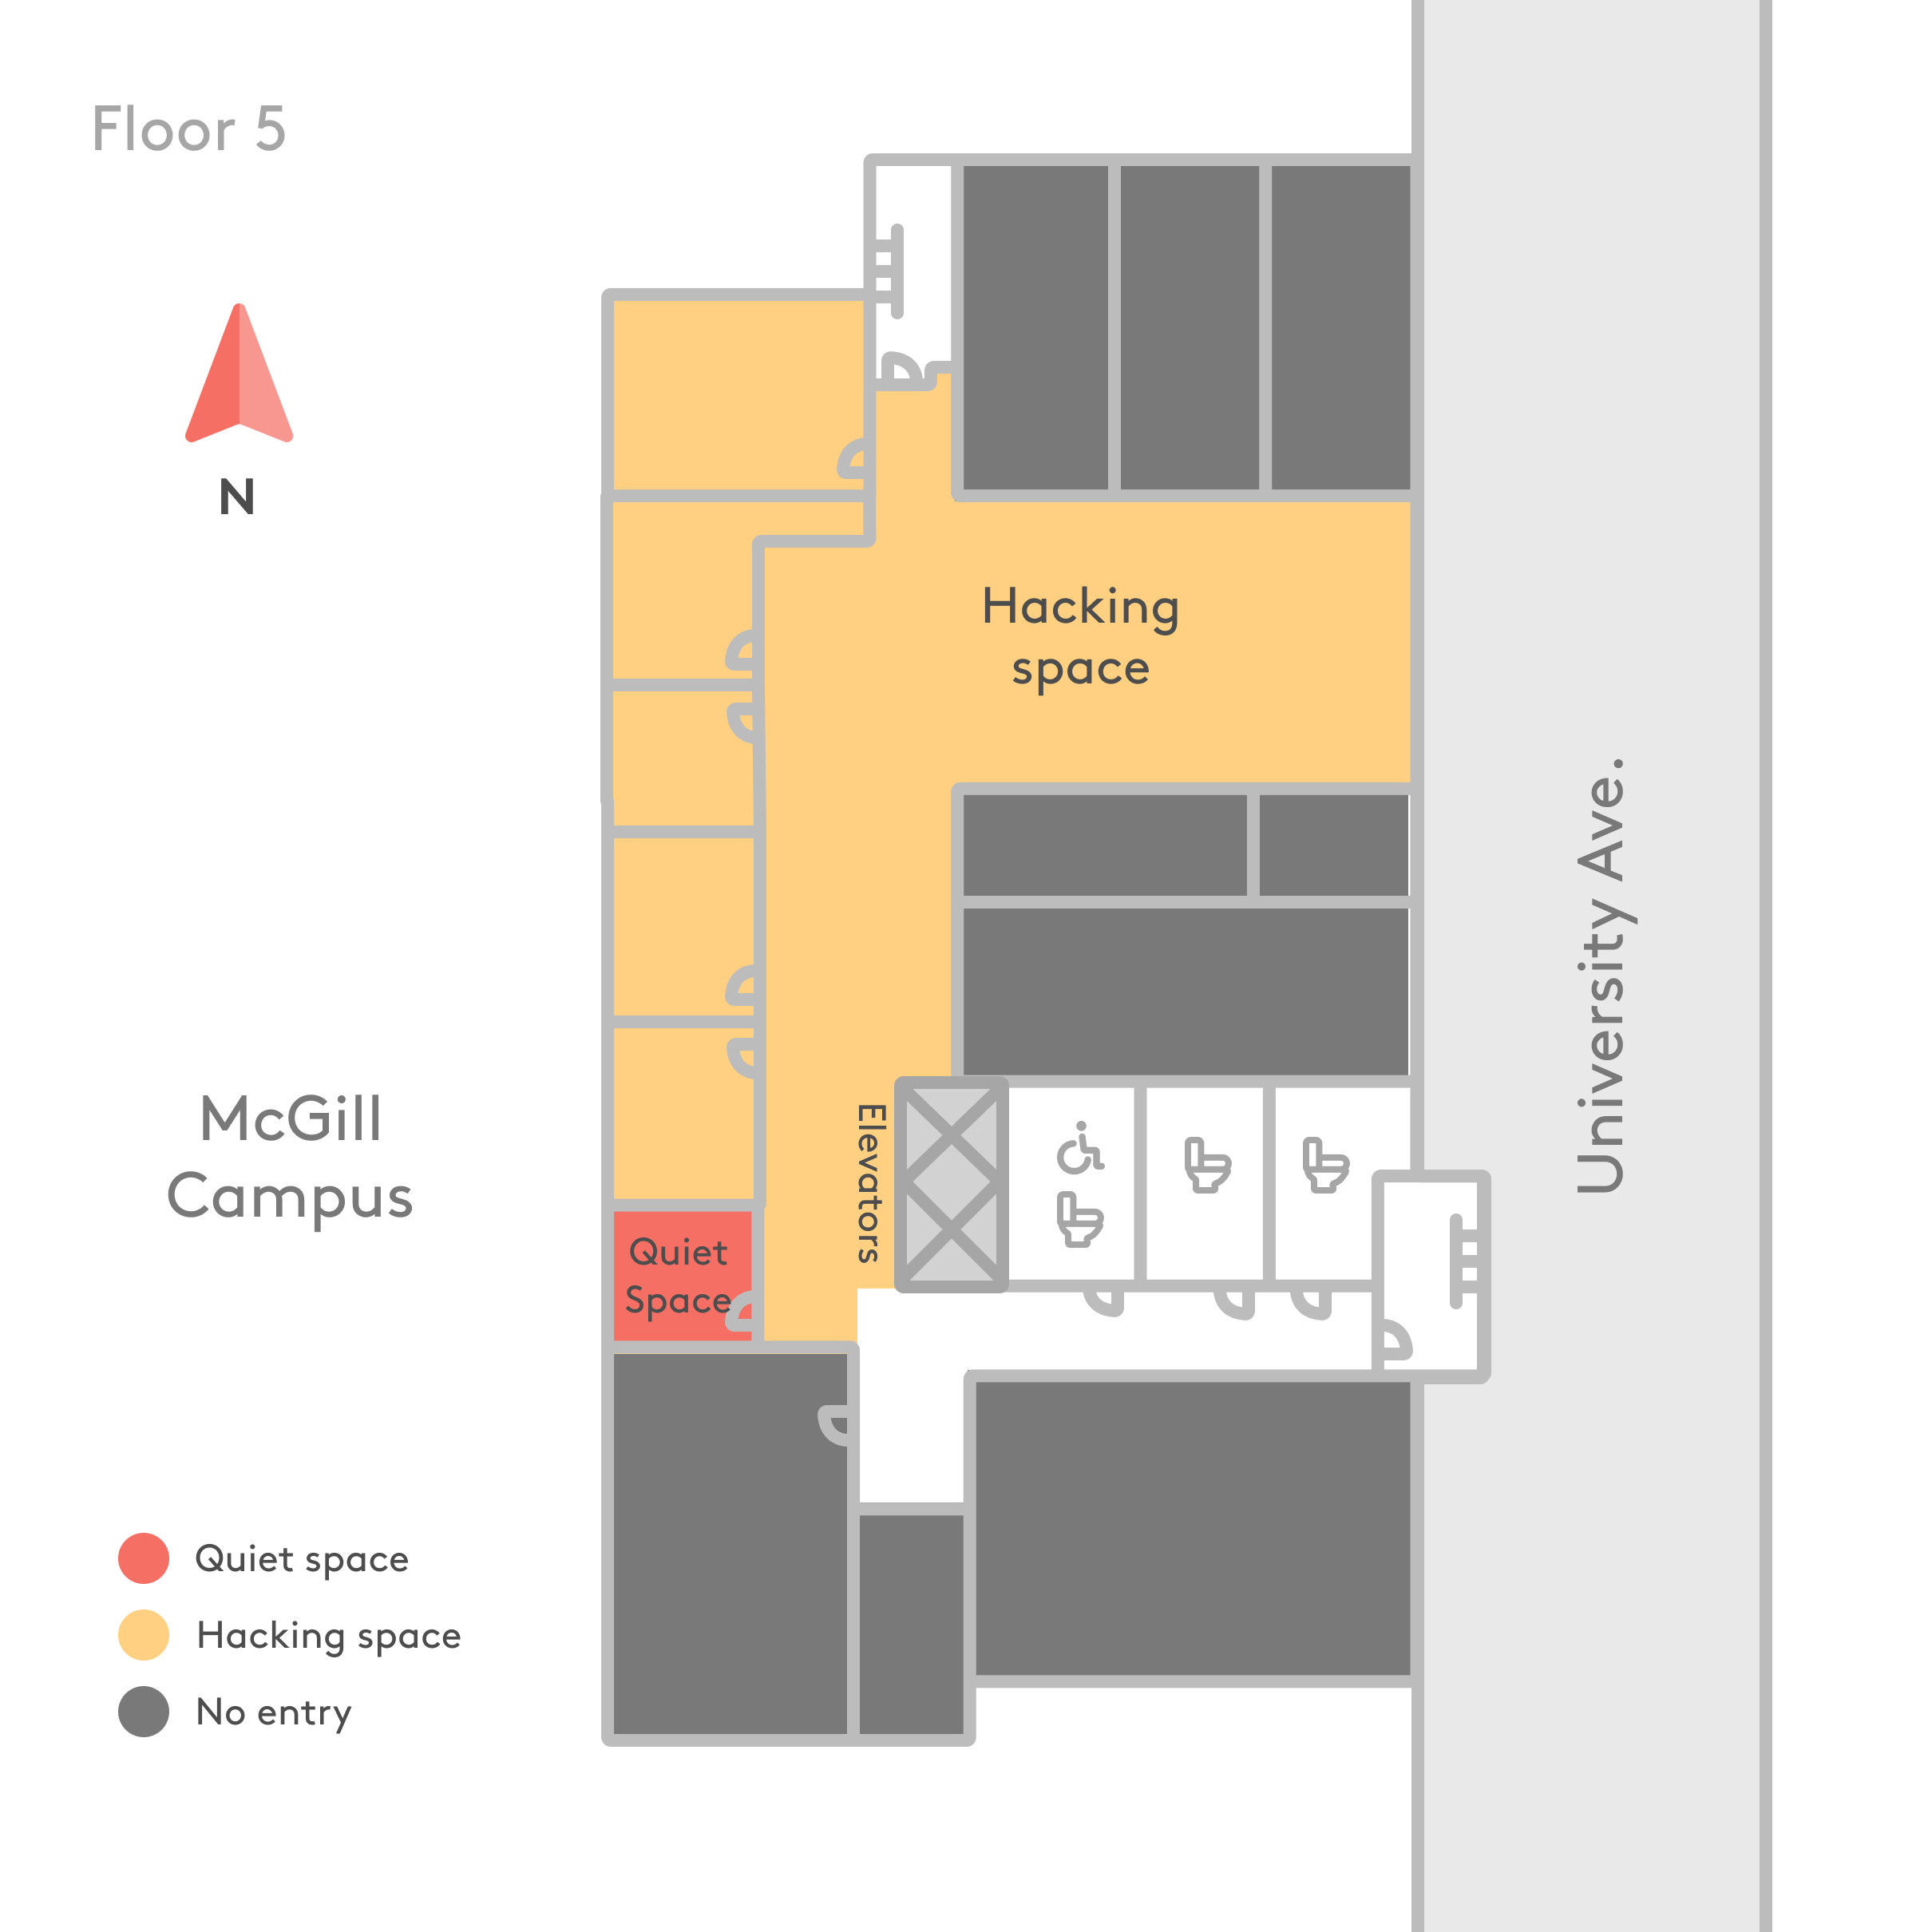 Floor 5
N
Hacking
space
University Ave.
McGill
Campus
Elevators
Quiet
Space
Quiet space
Hacking space
No entry